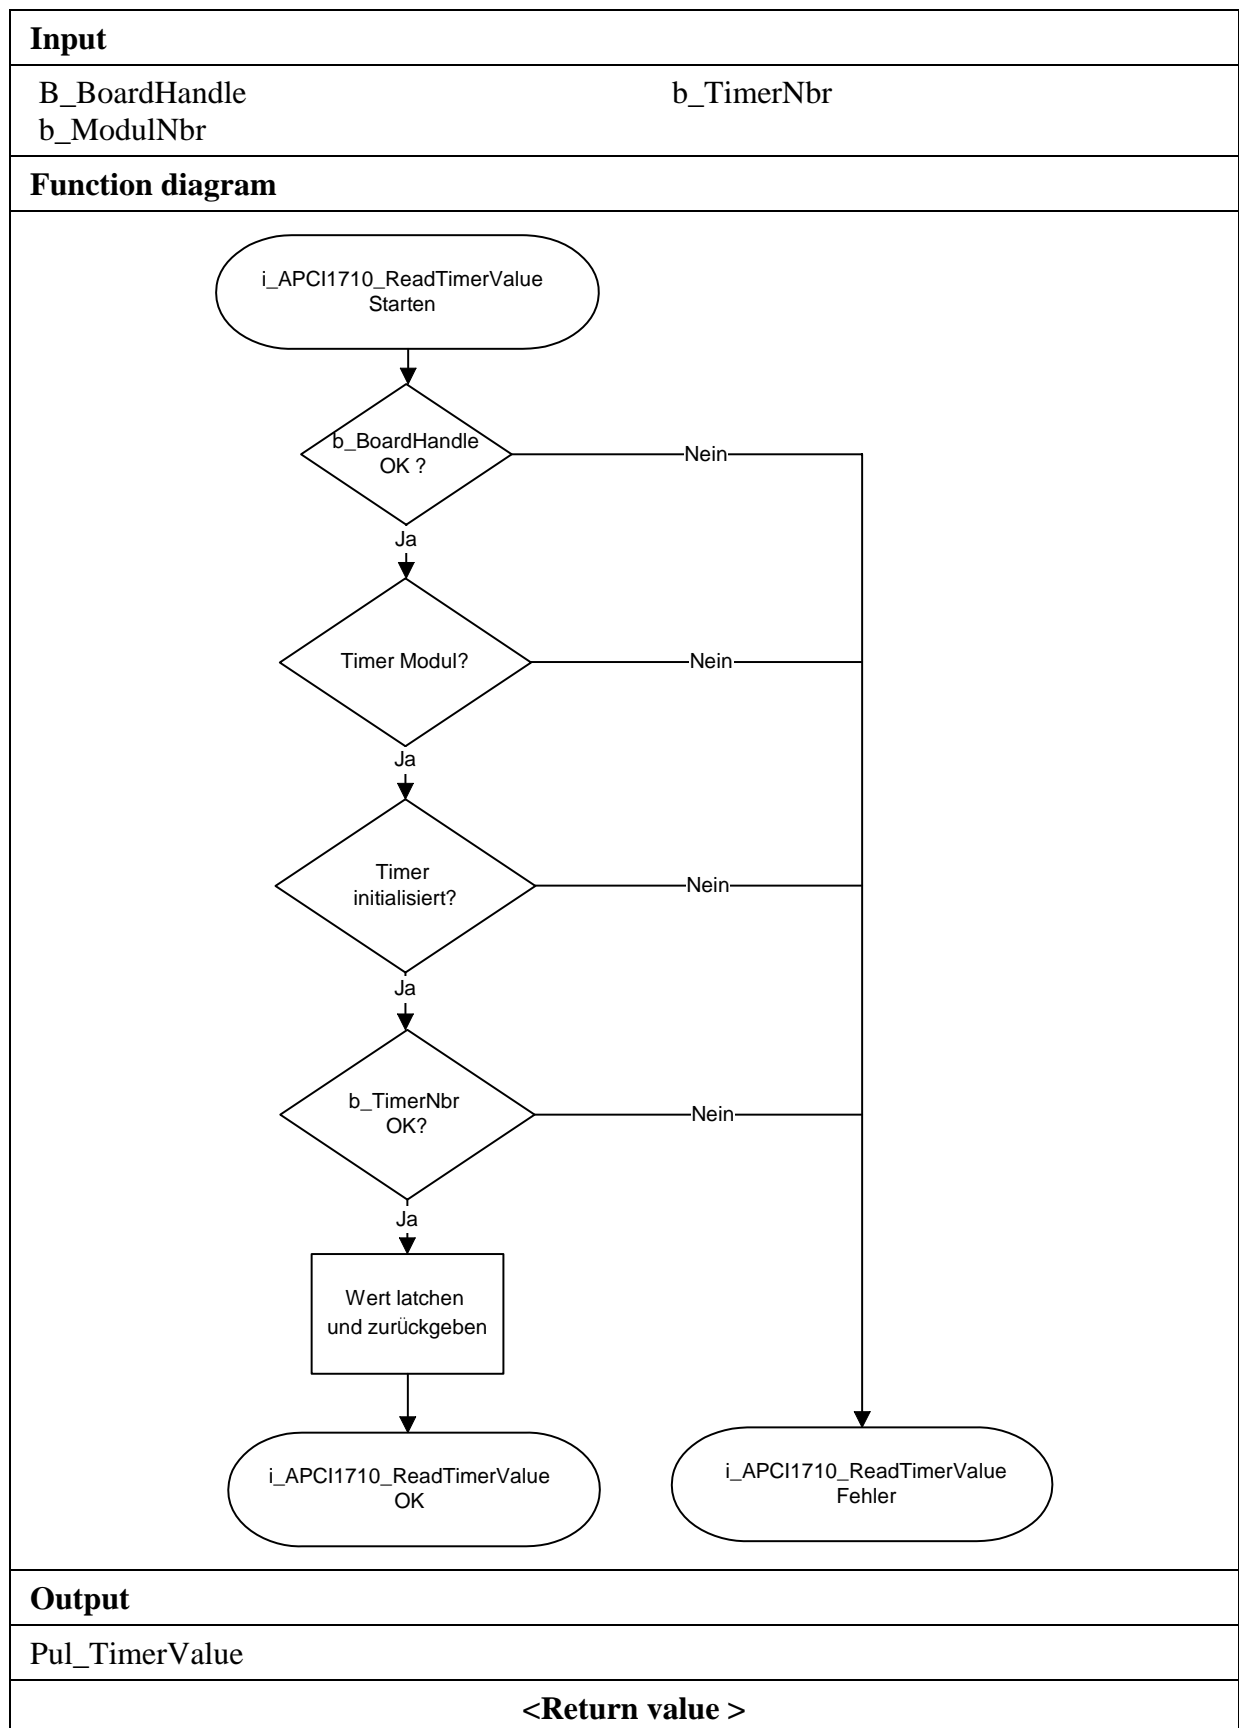 Input
B_BoardHandle b_TimerNbr
b_ModulNbr
Function diagram
i_APCI1710_ReadTimerValue
Starten
b_BoardHandle
OK ?
Nein
Ja
Timer Modul?
Nein
Ja
Timer
initialisiert?
Nein
Ja
b_TimerNbr
OK?
Nein
Ja
Wert latchen
und zurückgeben
i_APCI1710_ReadTimerValue
OK
i_APCI1710_ReadTimerValue
Fehler
Output
Pul_TimerValue
<Return value >